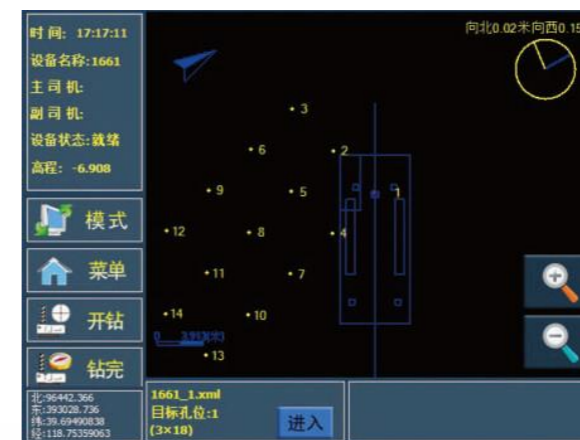 时 间: 17:17:11
设备名称:1661
主 司 机:
副 司 机:
设备状态:就绪
高程: -6.908
模式
菜单
开钻
钻完
北:96442.366
东:393028.736
纬:39.69490838
经:118.75359063
向北0.02米向西0.15
3
6
2
9
5
1
12
8
4
11
7
14
10
13
0 3.913(米)
1661_1.xml
目标孔位:1
(3×18)
进入